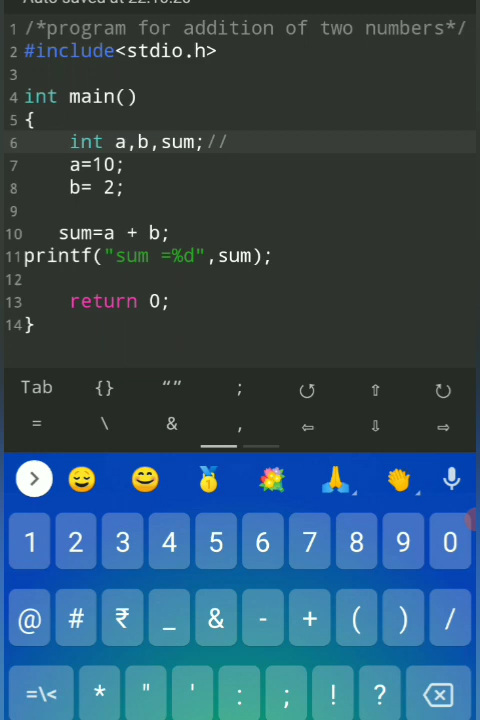 1 /*program for addition of two numbers*/
2 #include<stdio.h>
3
4 int main()
5 {
6 int a,b,sum;//
7 a=10;
8 b= 2;
9
10 sum=a + b;
11 printf("sum =%d",sum);
12
13 return 0;
14 }
Tab {} “” ; ↺ ⇧ ↻
= \ & , ⇦ ⇩ ⇨
1 2 3 4 5 6 7 8 9 0
@ # ₹ _ & - + ( ) /
=\< * " ' : ; ! ?